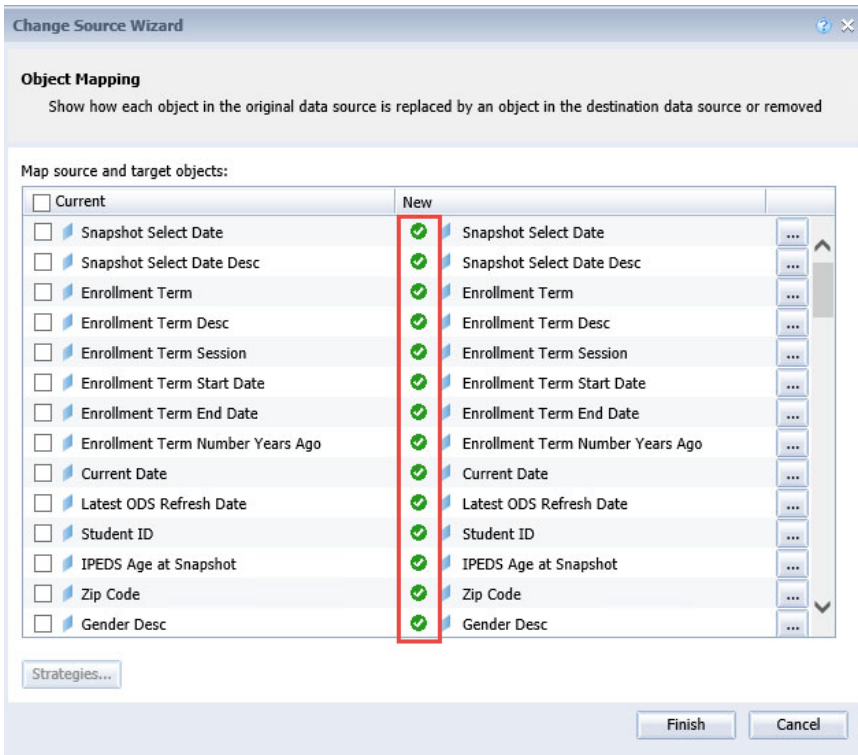 Change Source Wizard
Object Mapping
Show how each object in the original data source is replaced by an object in the destination data source or removed
Map source and target objects:
Current New
Snapshot Select Date Snapshot Select Date ...
Snapshot Select Date Desc Snapshot Select Date Desc ...
Enrollment Term Enrollment Term ...
Enrollment Term Desc Enrollment Term Desc ...
Enrollment Term Session Enrollment Term Session ...
Enrollment Term Start Date Enrollment Term Start Date ...
Enrollment Term End Date Enrollment Term End Date ...
Enrollment Term Number Years Ago Enrollment Term Number Years Ago ...
Current Date Current Date ...
Latest ODS Refresh Date Latest ODS Refresh Date ...
Student ID Student ID ...
IPEDS Age at Snapshot IPEDS Age at Snapshot ...
Zip Code Zip Code ...
Gender Desc Gender Desc ...
Strategies...
Finish Cancel